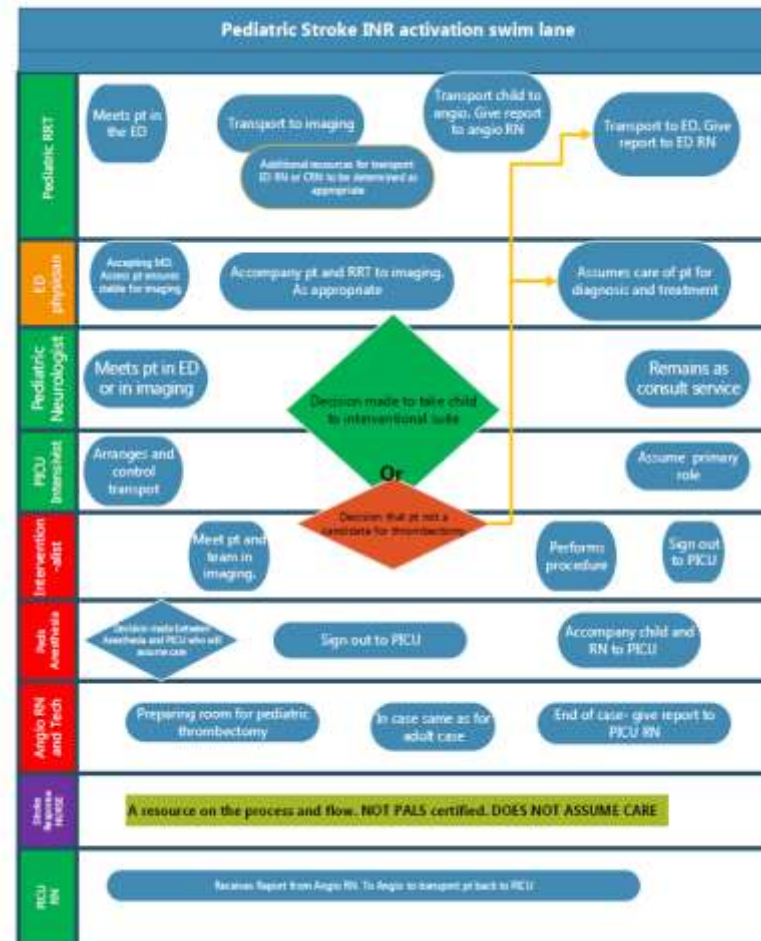 Pediatric Stroke INR activation swim lane
Pediatric RRT
Meets pt in
the ED
Transport to imaging
Additional resources for transport
ED RN or CRN to be determined as
appropriate
Transport child to
angio. Give report
to angio RN
Transport to ED. Give
report to ED RN
ED
physician
Accepting MD.
Assess pt ensures
stable for imaging
Accompany pt and RRT to imaging.
As appropriate
Assumes care of pt for
diagnosis and treatment
Pediatric
Neurologist
Meets pt in ED
or in imaging
Decision made to take child
to interventional suite
Remains as
consult service
PICU
Intensivist
Arranges and
control
transpot
Or
Assume primary
role
Intervention
-alist
Meet pt and
team in
imaging.
Decision that pt not a
candidate for thrombectomy
Performs
procedure
Sign out
to PICU
Peds
Anesthesia
Decision made between
Anesthesia and PICU who will
assume care
Sign out to PICU
Accompany child and
RN to PICU
Angio RN
and Tech
Preparing room for pediatric
thrombectomy
In case same as for
adult case
End of case- give report to
PICU RN
Stroke
Response
NURSE
A resource on the process and flow. NOT PALS certified. DOES NOT ASSUME CARE
PICU
RN
Receives Report from Angio RN. To Angio to transport pt back to PICU